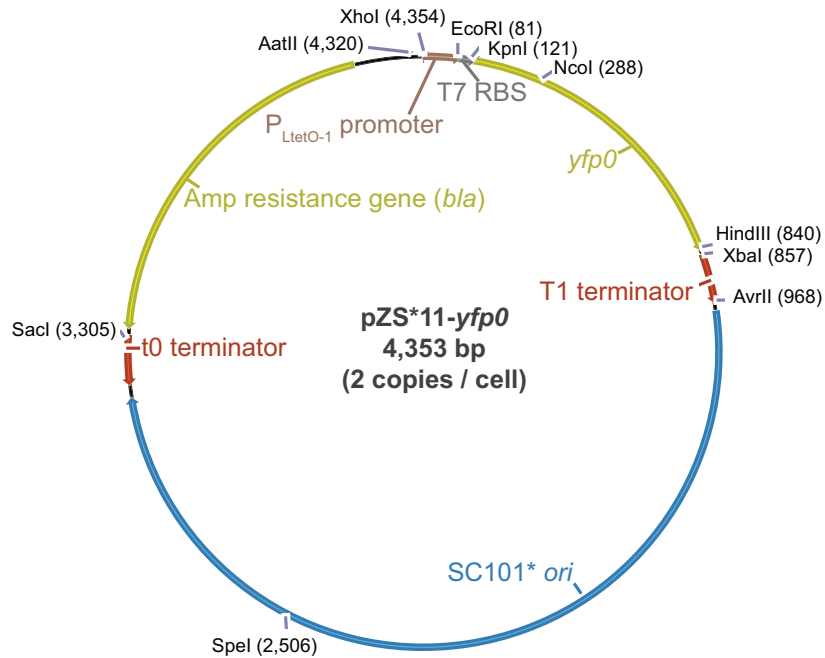 XhoI (4,354)
AatII (4,320)
EcoRI (81)
KpnI (121)
NcoI (288)
T7 RBS
PLtetO-1 promoter
yfp0
Amp resistance gene (bla)
HindIII (840)
XbaI (857)
T1 terminator
AvrII (968)
SacI (3,305)
t0 terminator
pZS*11-yfp0
4,353 bp
(2 copies / cell)
SC101* ori
SpeI (2,506)